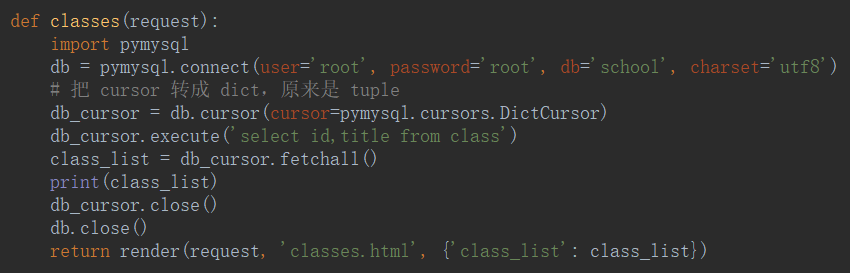 def classes(request):
    import pymysql
    db = pymysql.connect(user='root', password='root', db='school', charset='utf8')
    # 把 cursor 转成 dict，原来是 tuple
    db_cursor = db.cursor(cursor=pymysql.cursors.DictCursor)
    db_cursor.execute('select id,title from class')
    class_list = db_cursor.fetchall()
    print(class_list)
    db_cursor.close()
    db.close()
    return render(request, 'classes.html', {'class_list': class_list})